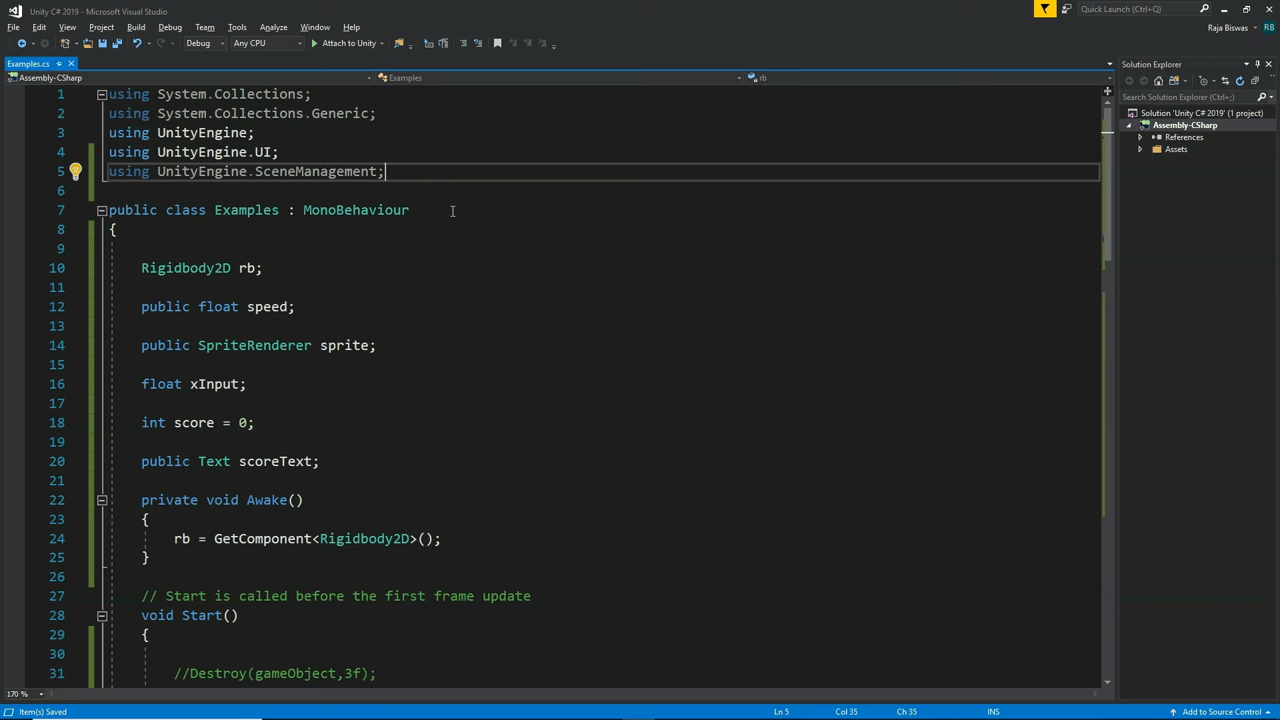 Unity C# 2019 - Microsoft Visual Studio
Quick Launch (Ctrl+Q)
File Edit View Project Build Debug Team Tools Analyze Window Help
Raja Biswas RB
Debug Any CPU Attach to Unity
Examples.cs
Solution Explorer
Assembly-CSharp Examples rb
Search Solution Explorer (Ctrl+;)
Solution 'Unity C# 2019' (1 project)
Assembly-CSharp
References
Assets
1 using System.Collections;
2 using System.Collections.Generic;
3 using UnityEngine;
4 using UnityEngine.UI;
5 using UnityEngine.SceneManagement;
6
7 public class Examples : MonoBehaviour
8 {
9
10 Rigidbody2D rb;
11
12 public float speed;
13
14 public SpriteRenderer sprite;
15
16 float xInput;
17
18 int score = 0;
19
20 public Text scoreText;
21
22 private void Awake()
23 {
24 rb = GetComponent<Rigidbody2D>();
25 }
26
27 // Start is called before the first frame update
28 void Start()
29 {
30
31 //Destroy(gameObject,3f);
170 %
Item(s) Saved Ln 5 Col 35 Ch 35 INS Add to Source Control